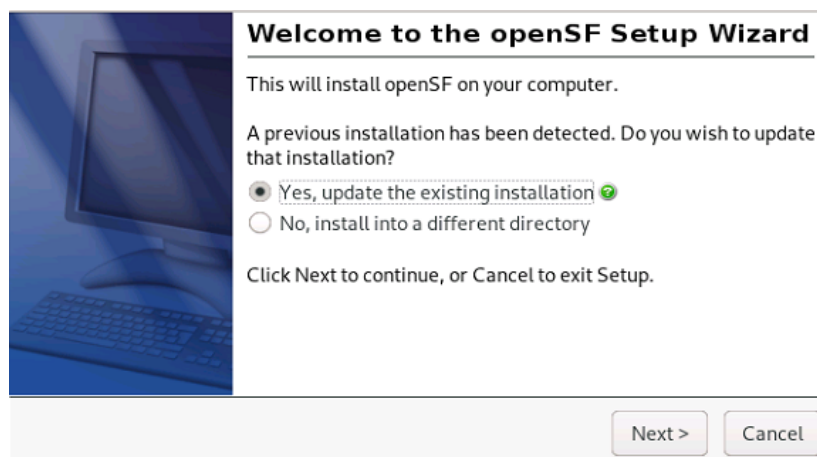 Welcome to the openSF Setup Wizard
This will install openSF on your computer.
A previous installation has been detected. Do you wish to update
that installation?
Yes, update the existing installation
No, install into a different directory
Click Next to continue, or Cancel to exit Setup.
Next > Cancel